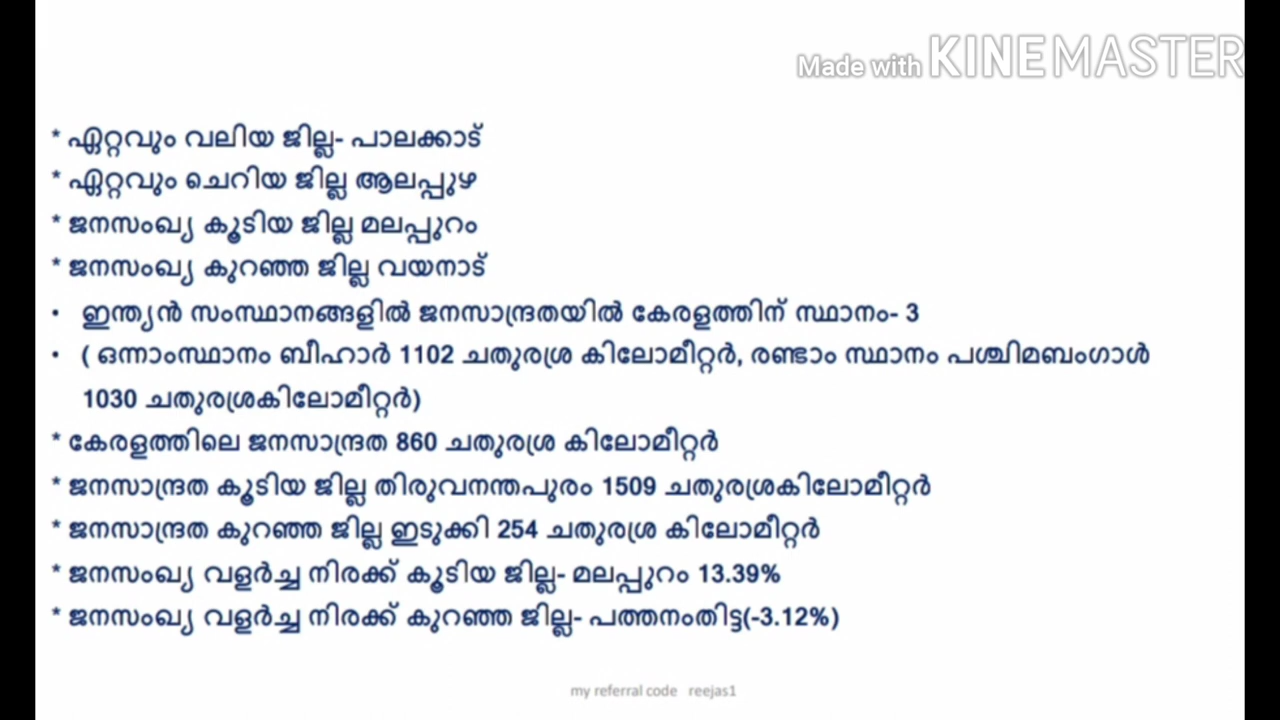 Made with KINEMASTER
* ഏറ്റവും വലിയ ജില്ല- പാലക്കാട്
* ഏറ്റവും ചെറിയ ജില്ല ആലപ്പുഴ
* ജനസംഖ്യ കൂടിയ ജില്ല മലപ്പുറം
* ജനസംഖ്യ കുറഞ്ഞ ജില്ല വയനാട്
• ഇന്ത്യൻ സംസ്ഥാനങ്ങളിൽ ജനസാന്ദ്രതയിൽ കേരളത്തിന് സ്ഥാനം- 3
• ( ഒന്നാംസ്ഥാനം ബീഹാർ 1102 ചതുരശ്ര കിലോമീറ്റർ, രണ്ടാം സ്ഥാനം പശ്ചിമബംഗാൾ
1030 ചതുരശ്രകിലോമീറ്റർ)
* കേരളത്തിലെ ജനസാന്ദ്രത 860 ചതുരശ്ര കിലോമീറ്റർ
* ജനസാന്ദ്രത കൂടിയ ജില്ല തിരുവനന്തപുരം 1509 ചതുരശ്രകിലോമീറ്റർ
* ജനസാന്ദ്രത കുറഞ്ഞ ജില്ല ഇടുക്കി 254 ചതുരശ്ര കിലോമീറ്റർ
* ജനസംഖ്യ വളർച്ച നിരക്ക് കൂടിയ ജില്ല- മലപ്പുറം 13.39%
* ജനസംഖ്യ വളർച്ച നിരക്ക് കുറഞ്ഞ ജില്ല- പത്തനംതിട്ട(-3.12%)
my referral code reejas1